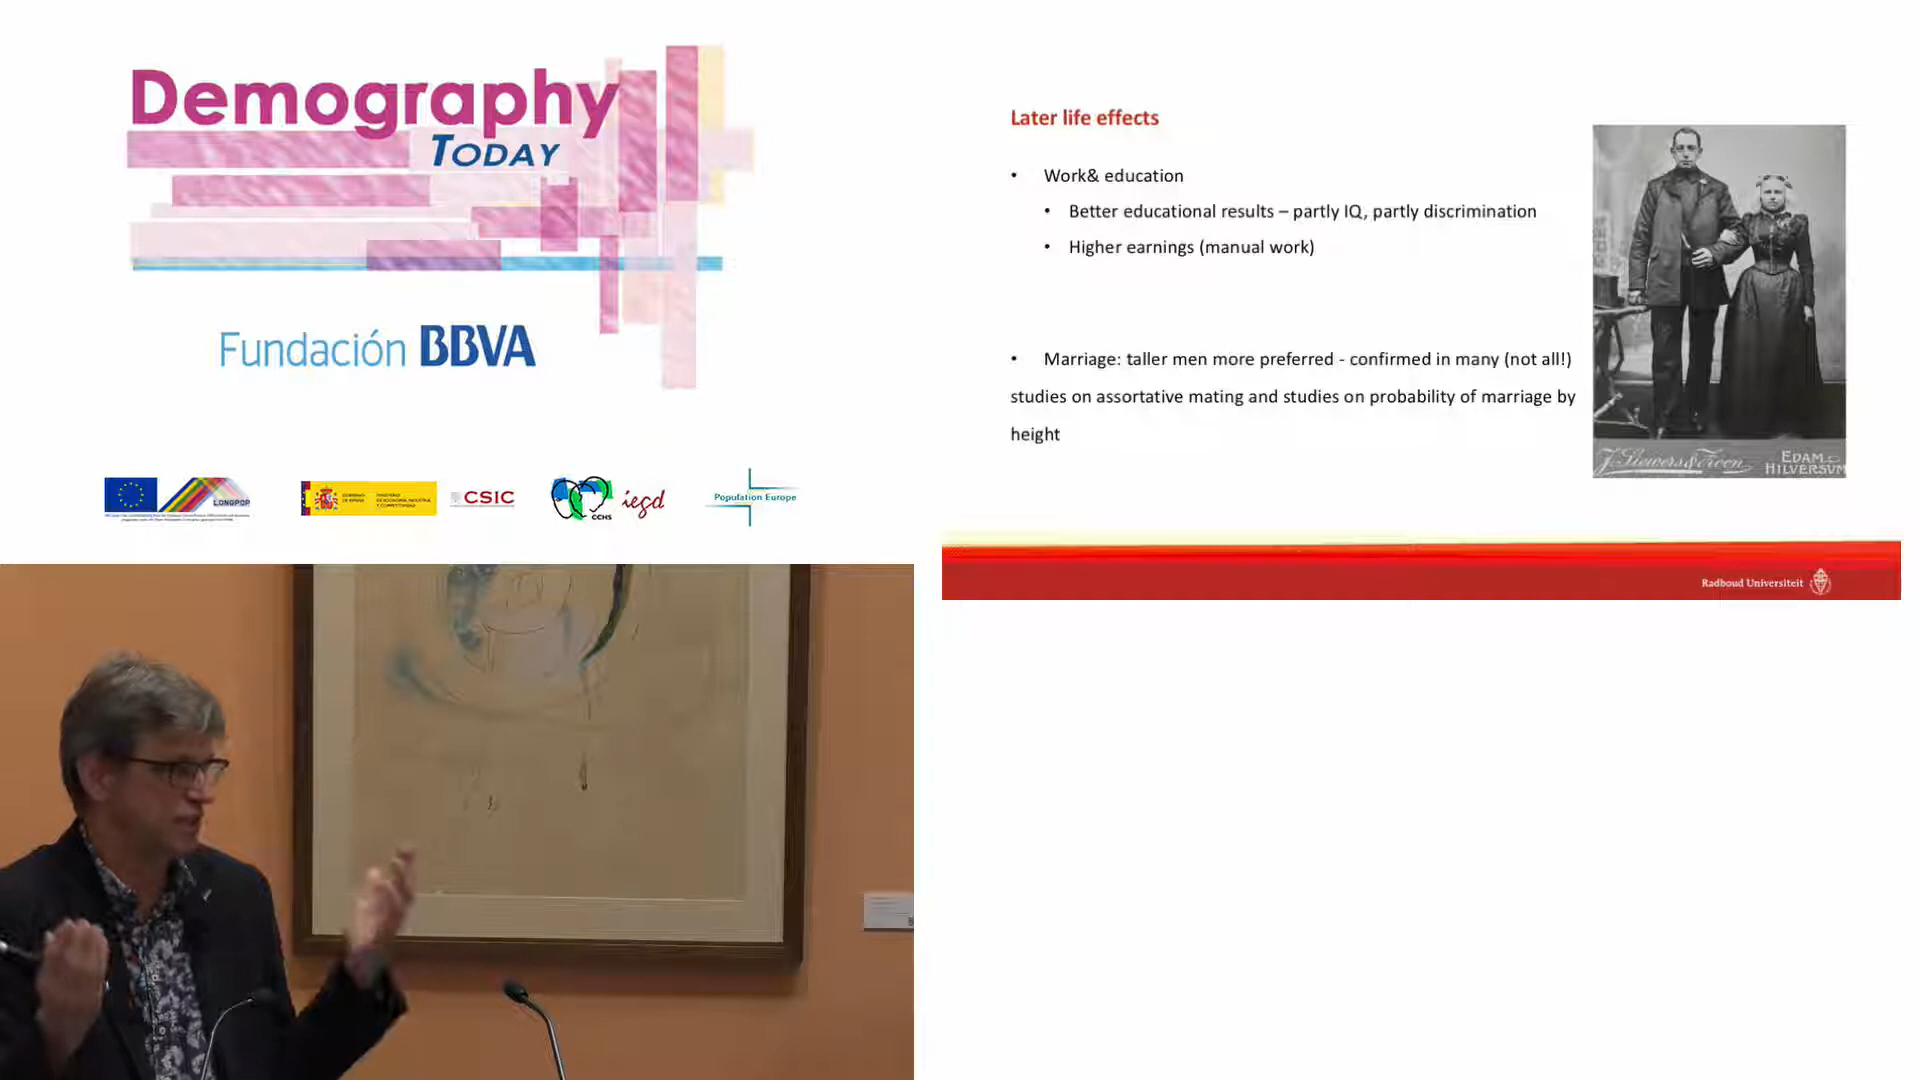 Demography
TODAY
Fundación BBVA
LONGPOP
CSIC
CCHS
iegd
Population Europe
Later life effects
• Work& education
• Better educational results – partly IQ, partly discrimination
• Higher earnings (manual work)
• Marriage: taller men more preferred - confirmed in many (not all!)
studies on assortative mating and studies on probability of marriage by
height
EDAM
HILVERSUM
Radboud Universiteit